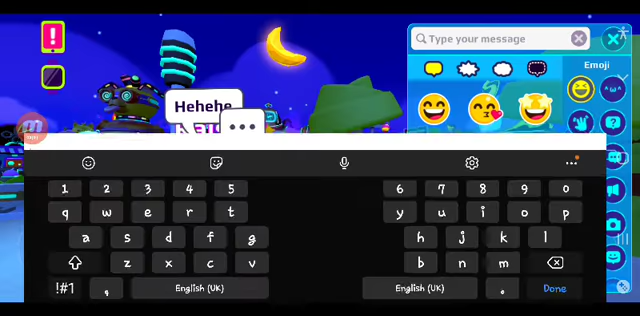 Type your message
Emoji
Hehehe
...
1 2 3 4 5 6 7 8 9 0
q w e r t y u i o p
a s d f g h j k l
z x c v b n m
!#1 , English (UK) English (UK) . Done